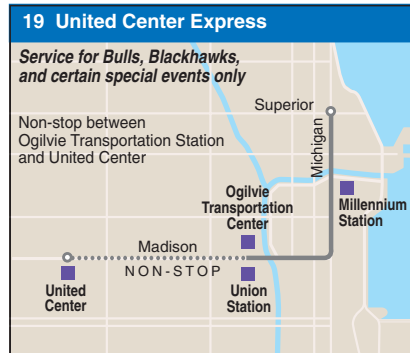 19 United Center Express
Service for Bulls, Blackhawks,
and certain special events only
Non-stop between
Ogilvie Transportation Station
and United Center
Superior
Michigan
Ogilvie
Transportation
Center
Millennium
Station
Madison
NON-STOP
United
Center
Union
Station